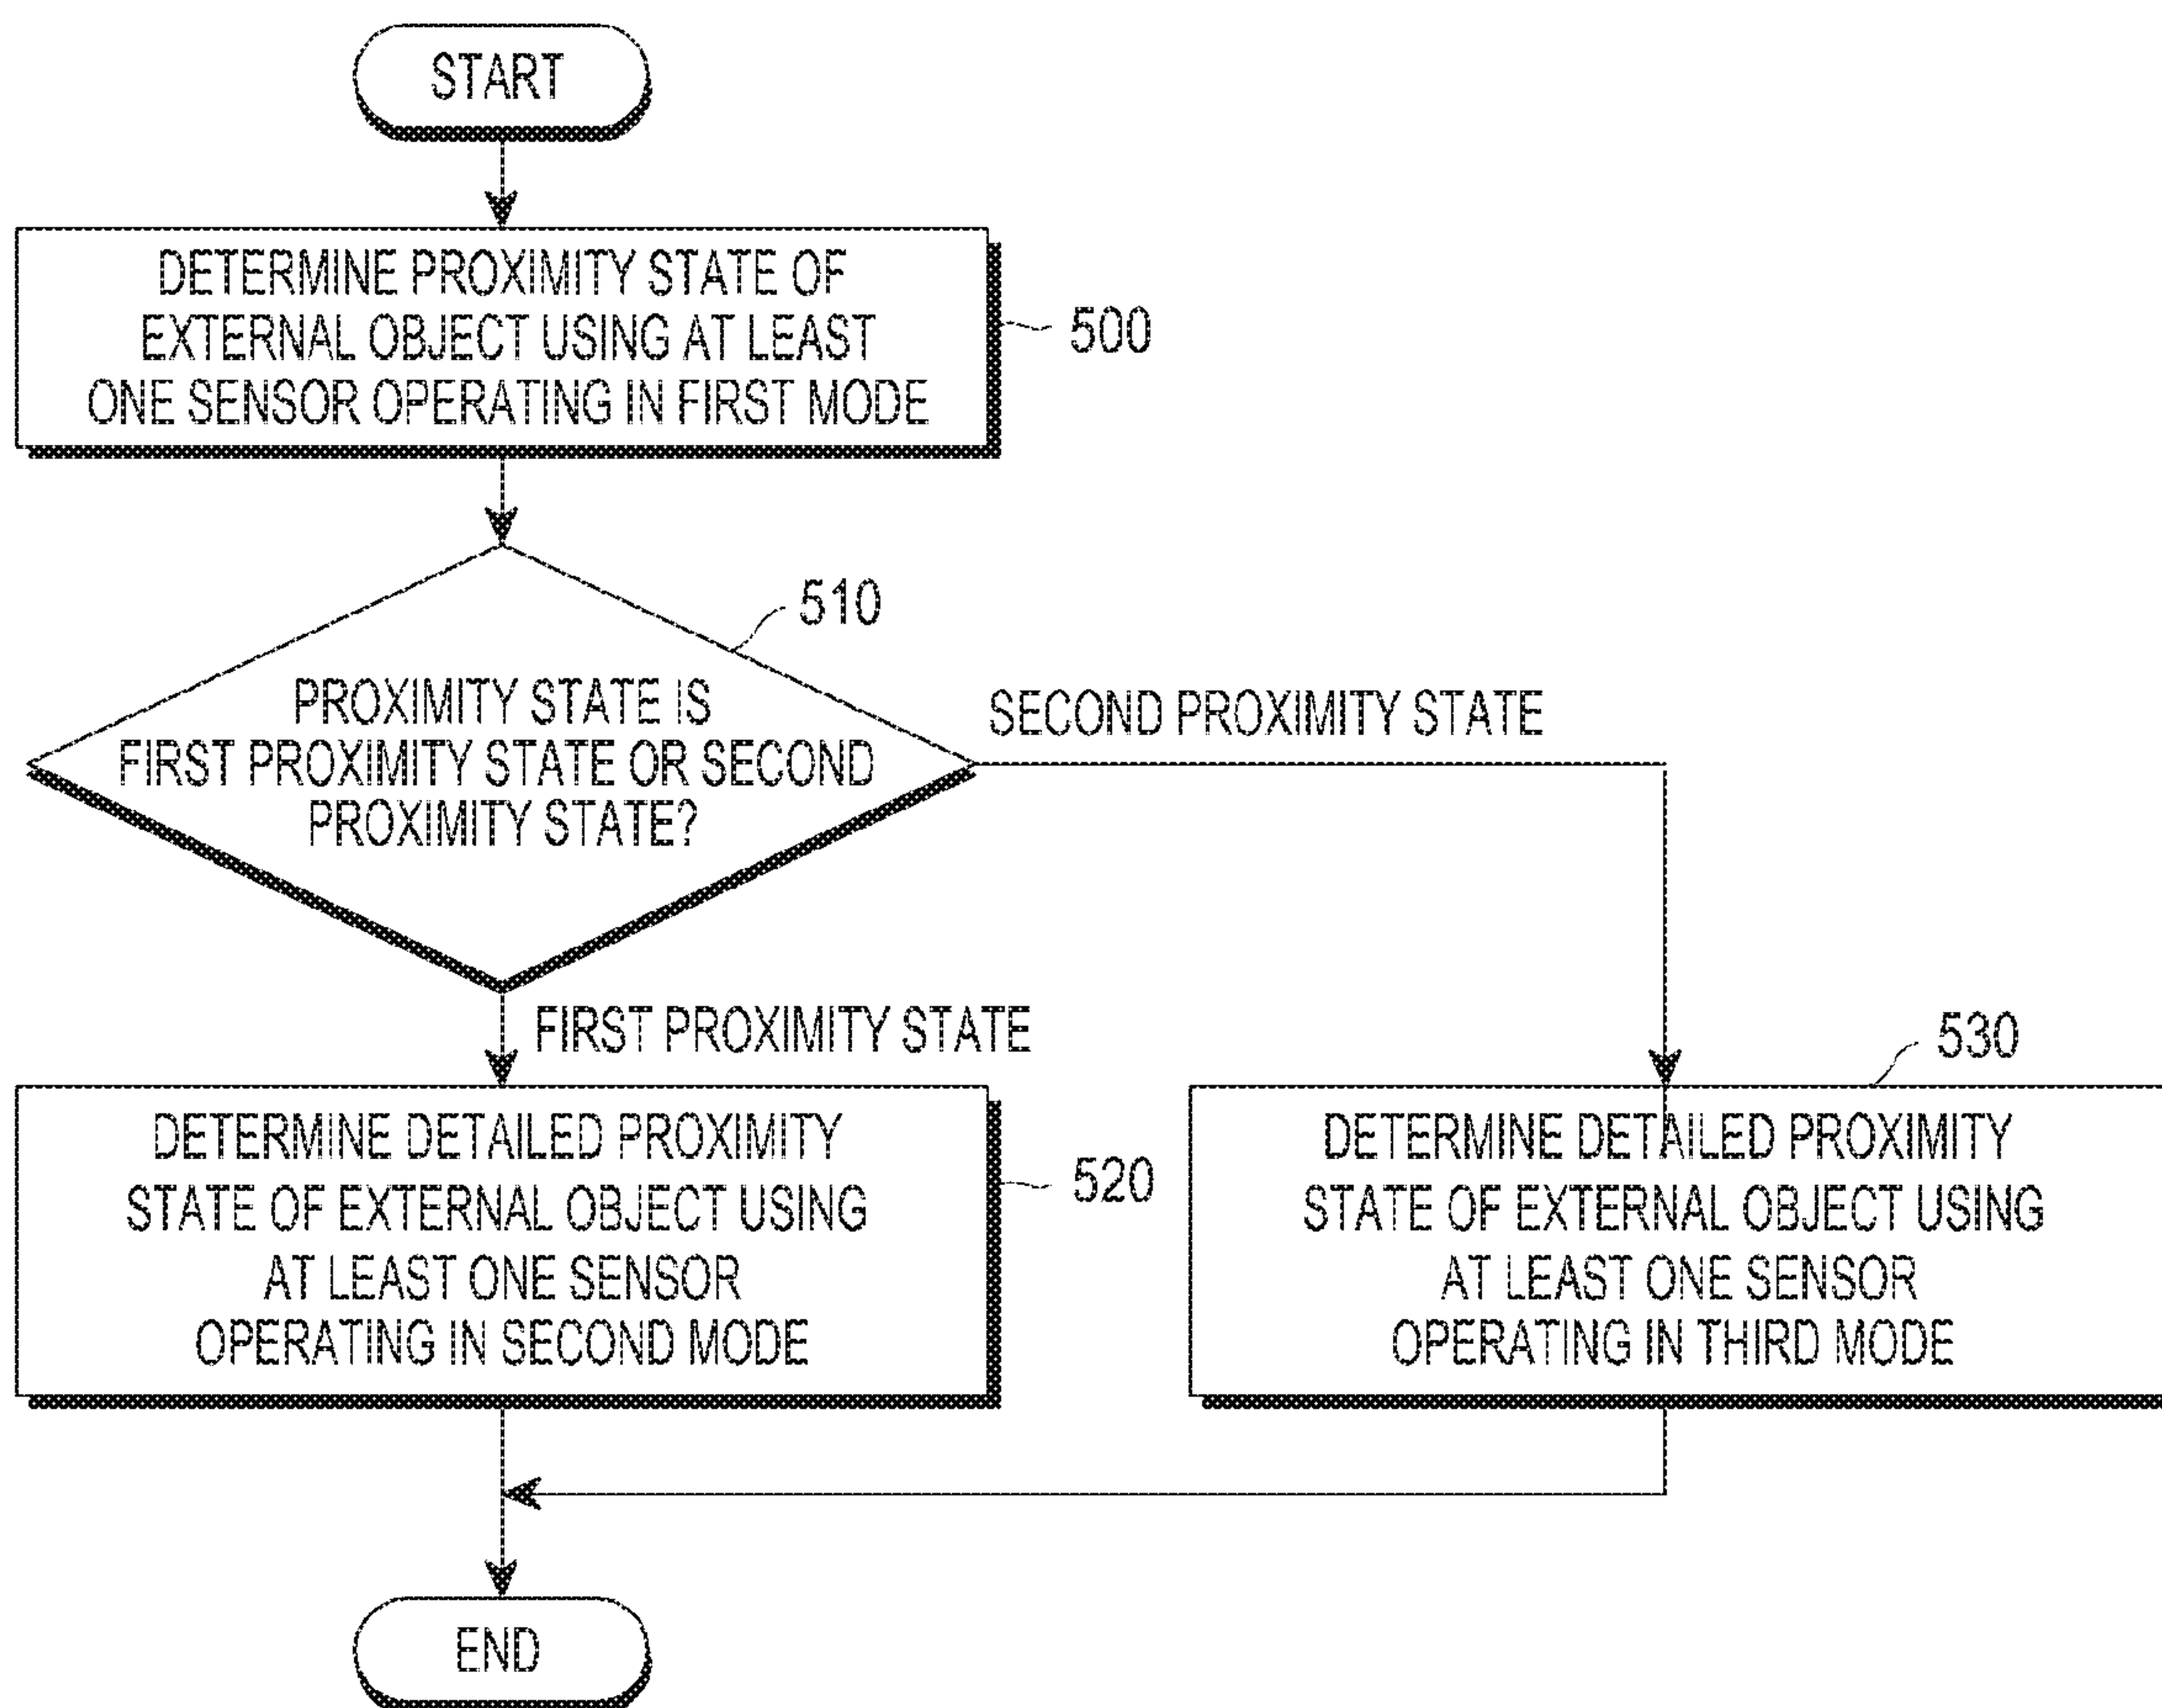 START
DETERMINE PROXIMITY STATE OF
EXTERNAL OBJECT USING AT LEAST
ONE SENSOR OPERATING IN FIRST MODE
500
510
PROXIMITY STATE IS
FIRST PROXIMITY STATE OR SECOND
PROXIMITY STATE?
SECOND PROXIMITY STATE
FIRST PROXIMITY STATE
DETERMINE DETAILED PROXIMITY
STATE OF EXTERNAL OBJECT USING
AT LEAST ONE SENSOR
OPERATING IN SECOND MODE
520
530
DETERMINE DETAILED PROXIMITY
STATE OF EXTERNAL OBJECT USING
AT LEAST ONE SENSOR
OPERATING IN THIRD MODE
END